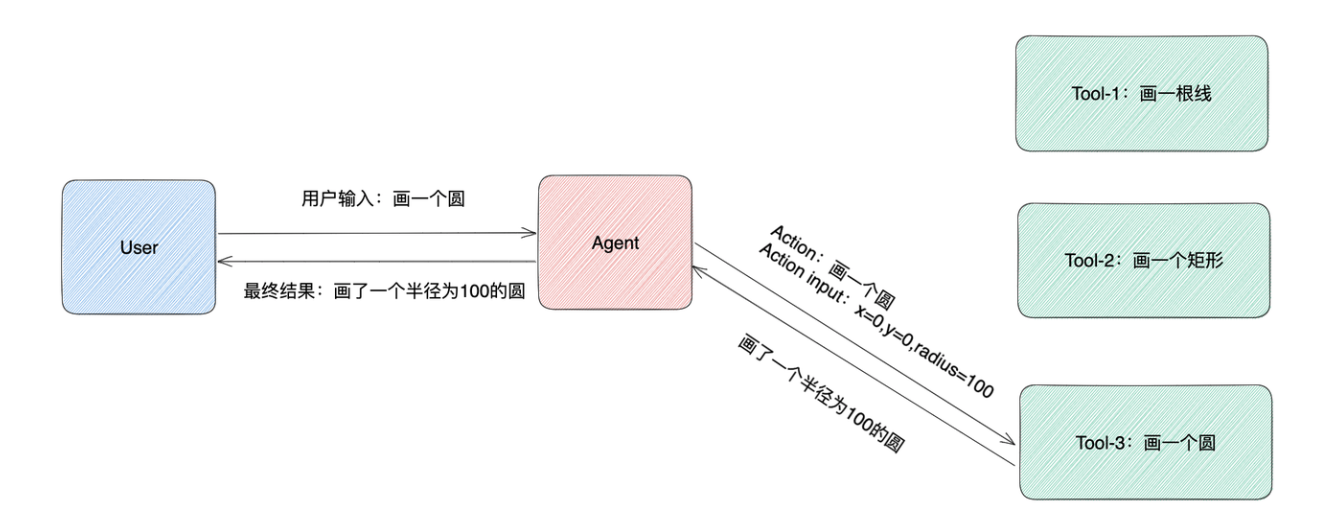 Tool-1：画一根线
用户输入：画一个圆
User
Agent
最终结果：画了一个半径为100的圆
Action：画一个圆
Action input：x=0,y=0,radius=100
画了一个半径为100的圆
Tool-2：画一个矩形
Tool-3：画一个圆